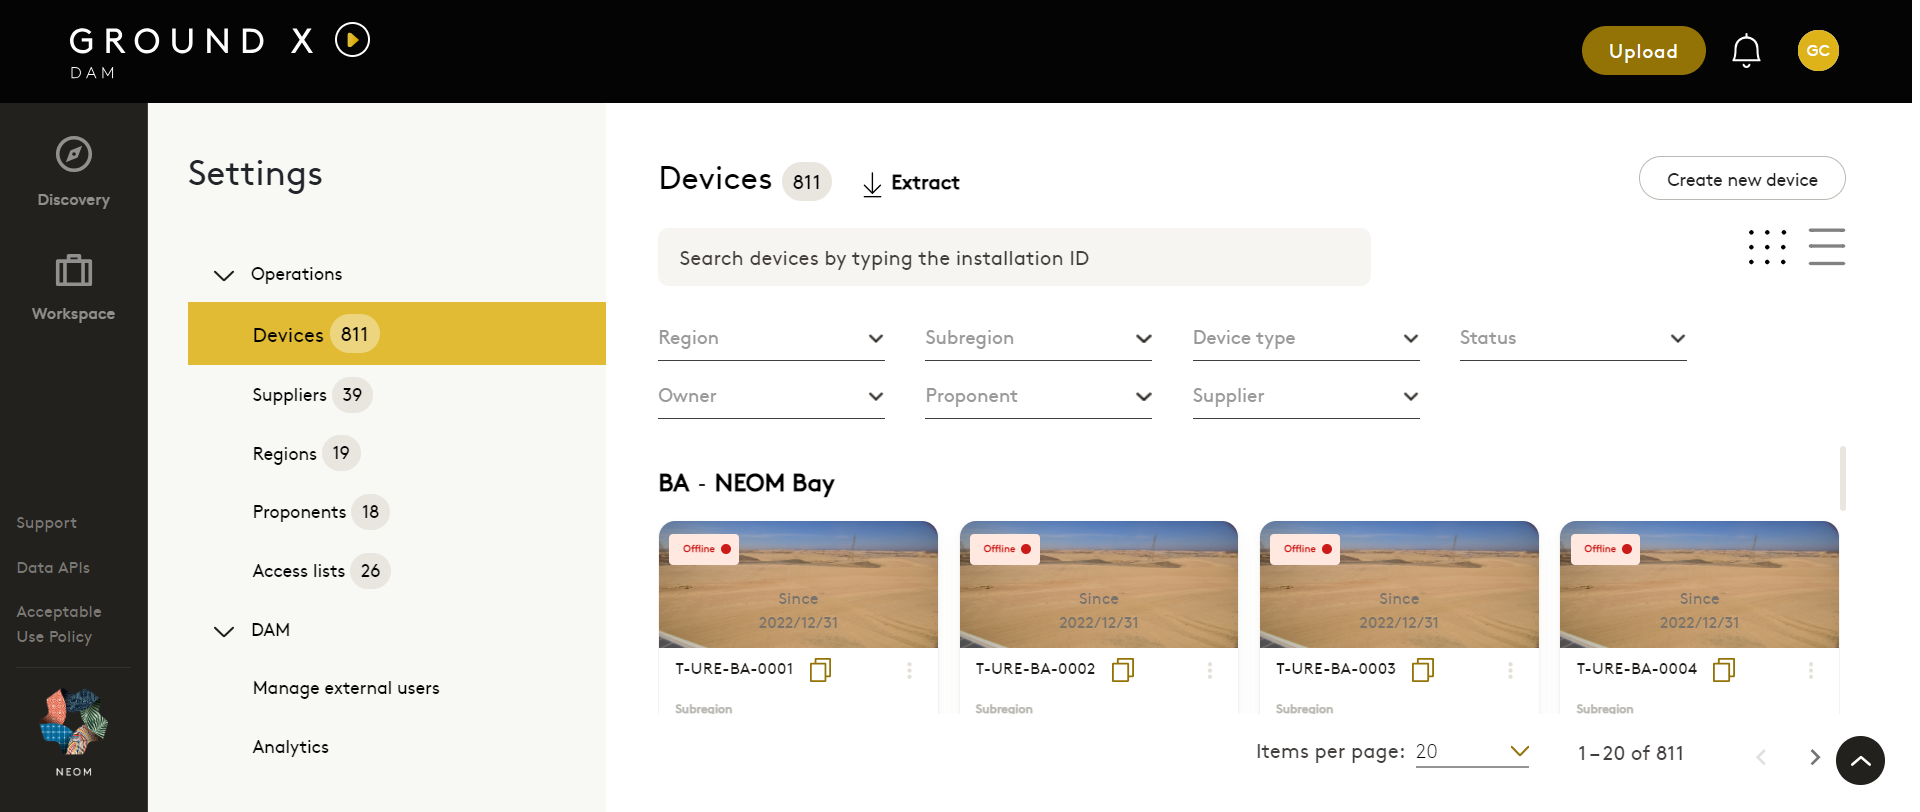 GROUND X
DAM
Upload
GC
Discovery
Workspace
Support
Data APIs
Acceptable
Use Policy
NEOM
Settings
Operations
Devices 811
Suppliers 39
Regions 19
Proponents 18
Access lists 26
DAM
Manage external users
Analytics
Devices 811 Extract
Create new device
Search devices by typing the installation ID
Region Subregion Device type Status
Owner Proponent Supplier
BA - NEOM Bay
Offline Offline Offline Offline
Since Since Since Since
2022/12/31 2022/12/31 2022/12/31 2022/12/31
T-URE-BA-0001 T-URE-BA-0002 T-URE-BA-0003 T-URE-BA-0004
Subregion Subregion Subregion Subregion
Items per page: 20 1 – 20 of 811